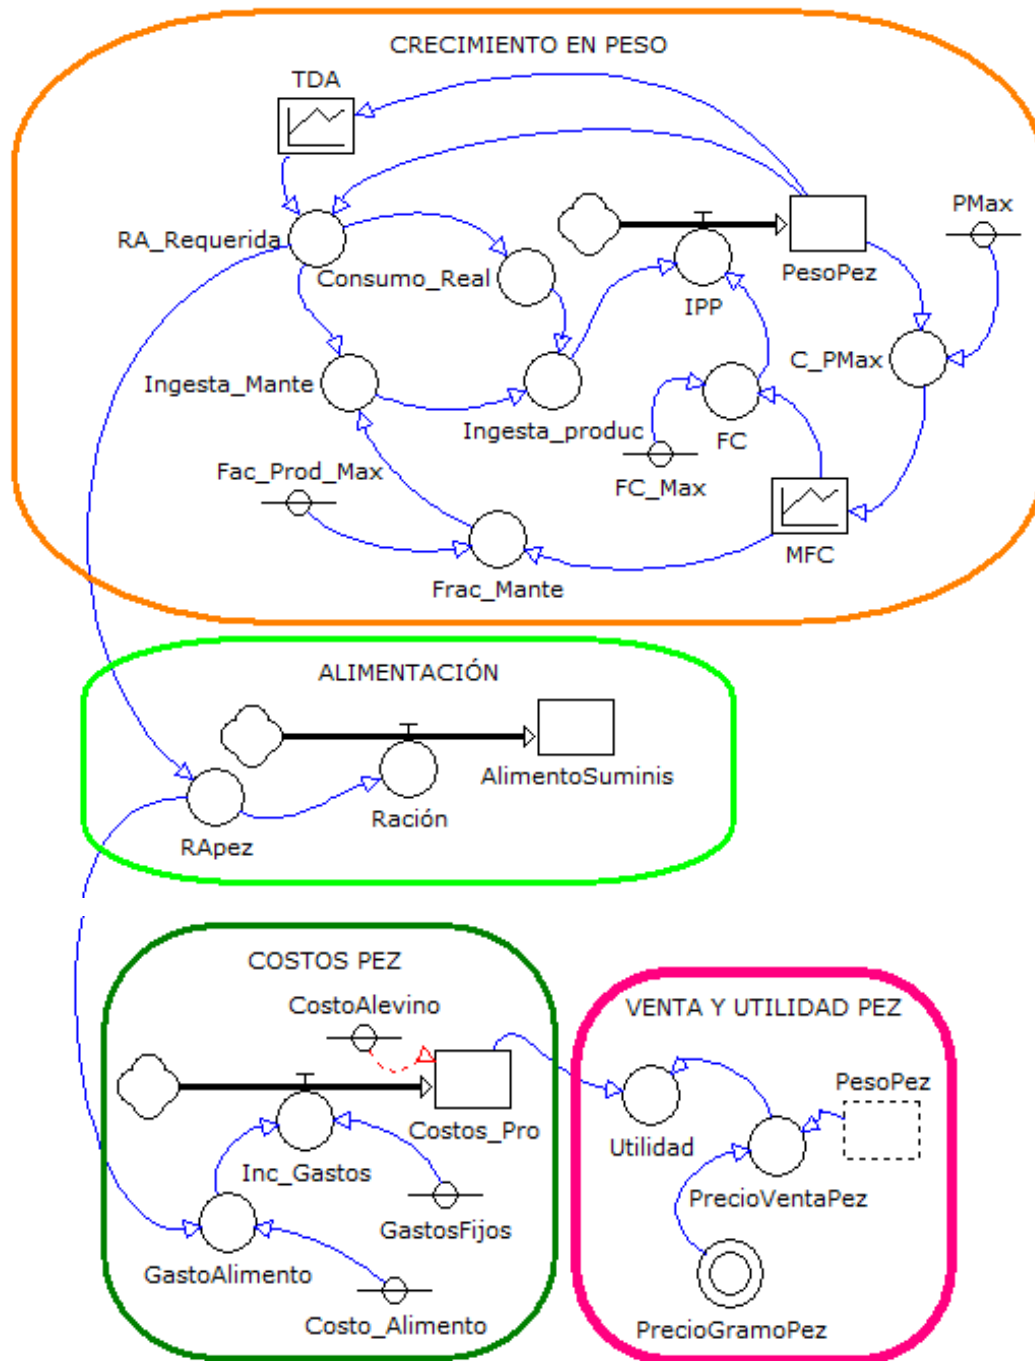 CRECIMIENTO EN PESO
TDA
PMax
RA_Requerida
Consumo_Real
PesoPez
IPP
C_PMax
Ingesta_Mante
Ingesta_produc
FC
Fac_Prod_Max
FC_Max
MFC
Frac_Mante
ALIMENTACIÓN
AlimentoSuminis
Ración
RApez
COSTOS PEZ
CostoAlevino
VENTA Y UTILIDAD PEZ
PesoPez
Costos_Pro
Utilidad
Inc_Gastos
PrecioVentaPez
GastosFijos
GastoAlimento
Costo_Alimento
PrecioGramoPez